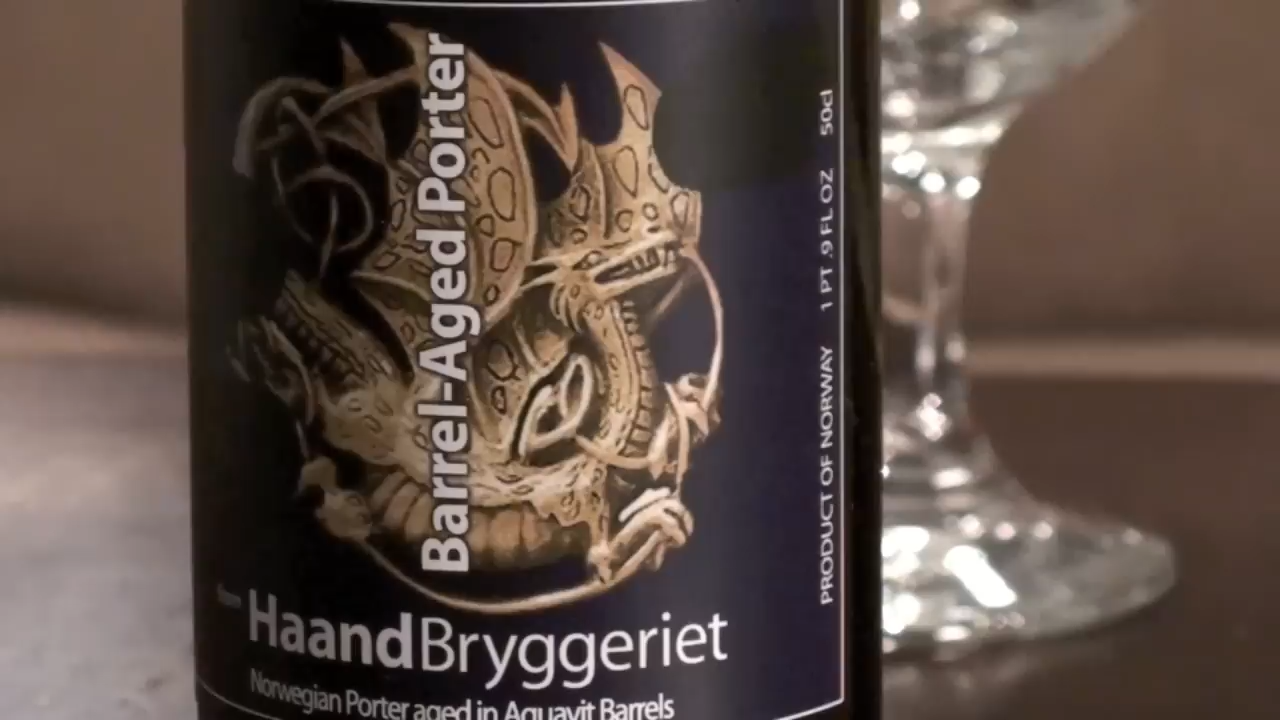 Barrel-Aged Porter
from HaandBryggeriet
Norwegian Porter aged in Aquavit Barrels
PRODUCT OF NORWAY 1 PT .9 FL OZ 50cl